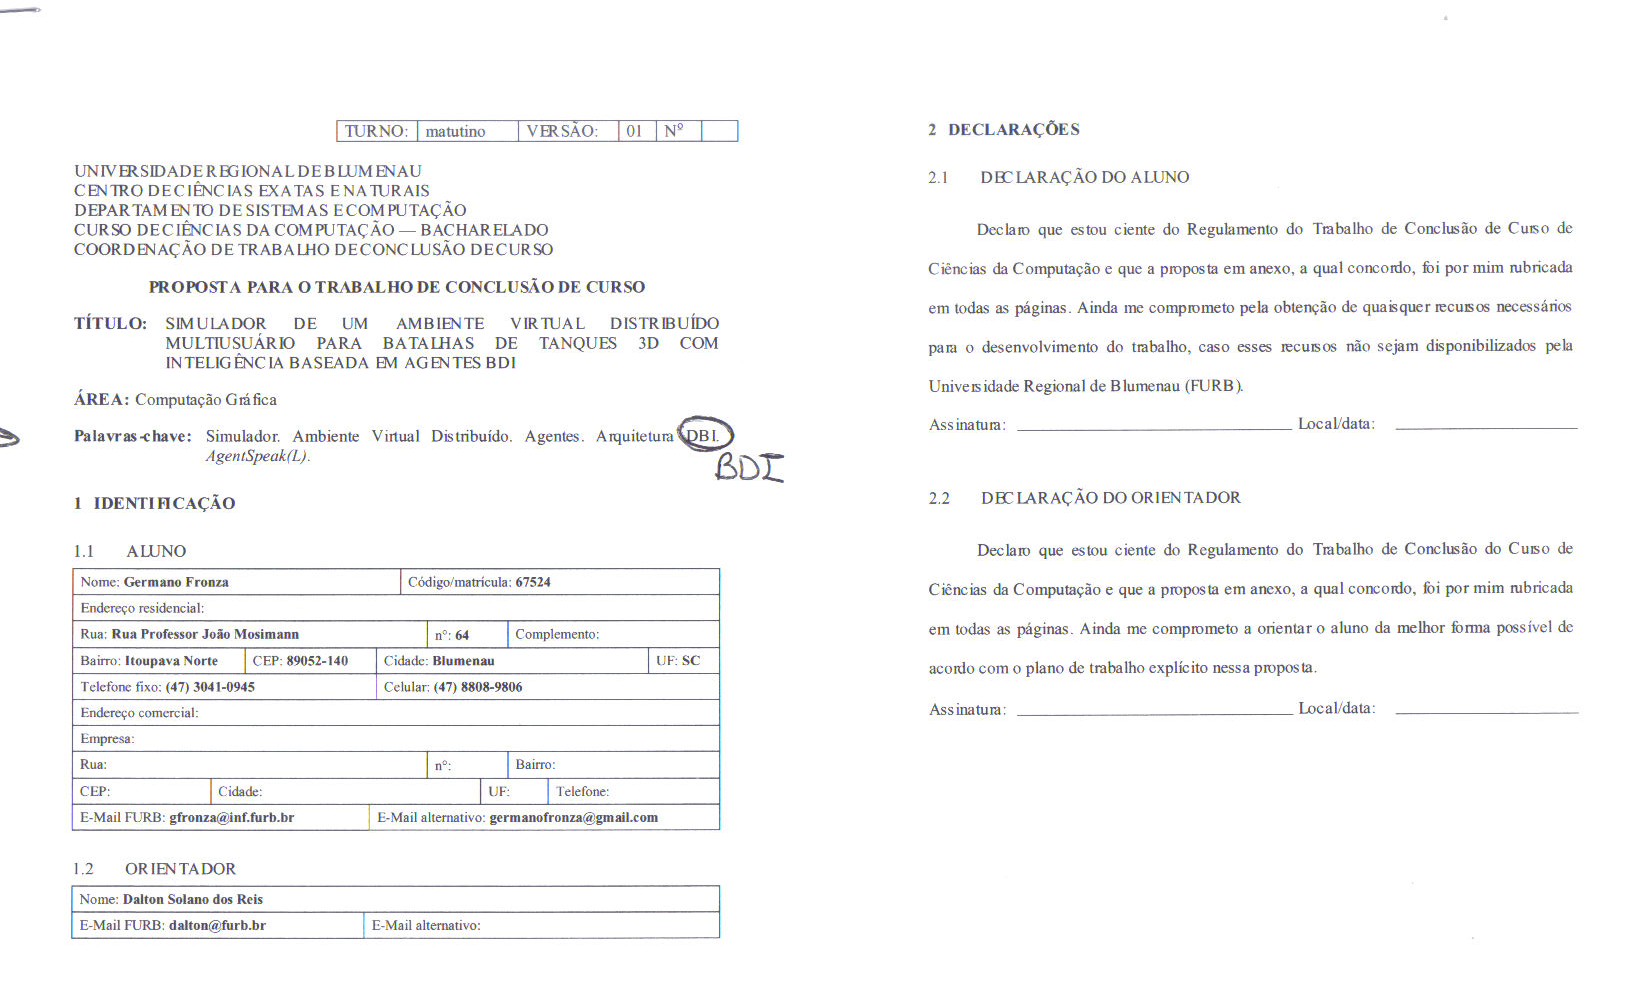 TURNO: matutino VERSÃO: 01 Nº
UNIVERSIDADE REGIONAL DE BLUMENAU
CENTRO DE CIÊNCIAS EXATAS E NATURAIS
DEPARTAMENTO DE SISTEMAS E COMPUTAÇÃO
CURSO DE CIÊNCIAS DA COMPUTAÇÃO — BACHARELADO
COORDENAÇÃO DE TRABALHO DE CONCLUSÃO DE CURSO
PROPOSTA PARA O TRABALHO DE CONCLUSÃO DE CURSO
TÍTULO: SIMULADOR DE UM AMBIENTE VIRTUAL DISTRIBUÍDO
MULTIUSUÁRIO PARA BATALHAS DE TANQUES 3D COM
INTELIGÊNCIA BASEADA EM AGENTES BDI
ÁREA: Computação Gráfica
Palavras-chave: Simulador. Ambiente Virtual Distribuído. Agentes. Arquitetura DBI.
AgentSpeak(L).
BDI
1 IDENTIFICAÇÃO
1.1 ALUNO
Nome: Germano Fronza Código/matrícula: 67524
Endereço residencial:
Rua: Rua Professor João Mosimann n°: 64 Complemento:
Bairro: Itoupava Norte CEP: 89052-140 Cidade: Blumenau UF: SC
Telefone fixo: (47) 3041-0945 Celular: (47) 8808-9806
Endereço comercial:
Empresa:
Rua: n°: Bairro:
CEP: Cidade: UF: Telefone:
E-Mail FURB: gfronza@inf.furb.br E-Mail alternativo: germanofronza@gmail.com
1.2 ORIENTADOR
Nome: Dalton Solano dos Reis
E-Mail FURB: dalton@furb.br E-Mail alternativo:
2 DECLARAÇÕES
2.1 DECLARAÇÃO DO ALUNO
Declaro que estou ciente do Regulamento do Trabalho de Conclusão de Curso de
Ciências da Computação e que a proposta em anexo, a qual concordo, foi por mim rubricada
em todas as páginas. Ainda me comprometo pela obtenção de quaisquer recursos necessários
para o desenvolvimento do trabalho, caso esses recursos não sejam disponibilizados pela
Universidade Regional de Blumenau (FURB).
Assinatura: Local/data:
2.2 DECLARAÇÃO DO ORIENTADOR
Declaro que estou ciente do Regulamento do Trabalho de Conclusão do Curso de
Ciências da Computação e que a proposta em anexo, a qual concordo, foi por mim rubricada
em todas as páginas. Ainda me comprometo a orientar o aluno da melhor forma possível de
acordo com o plano de trabalho explícito nessa proposta.
Assinatura: Local/data: